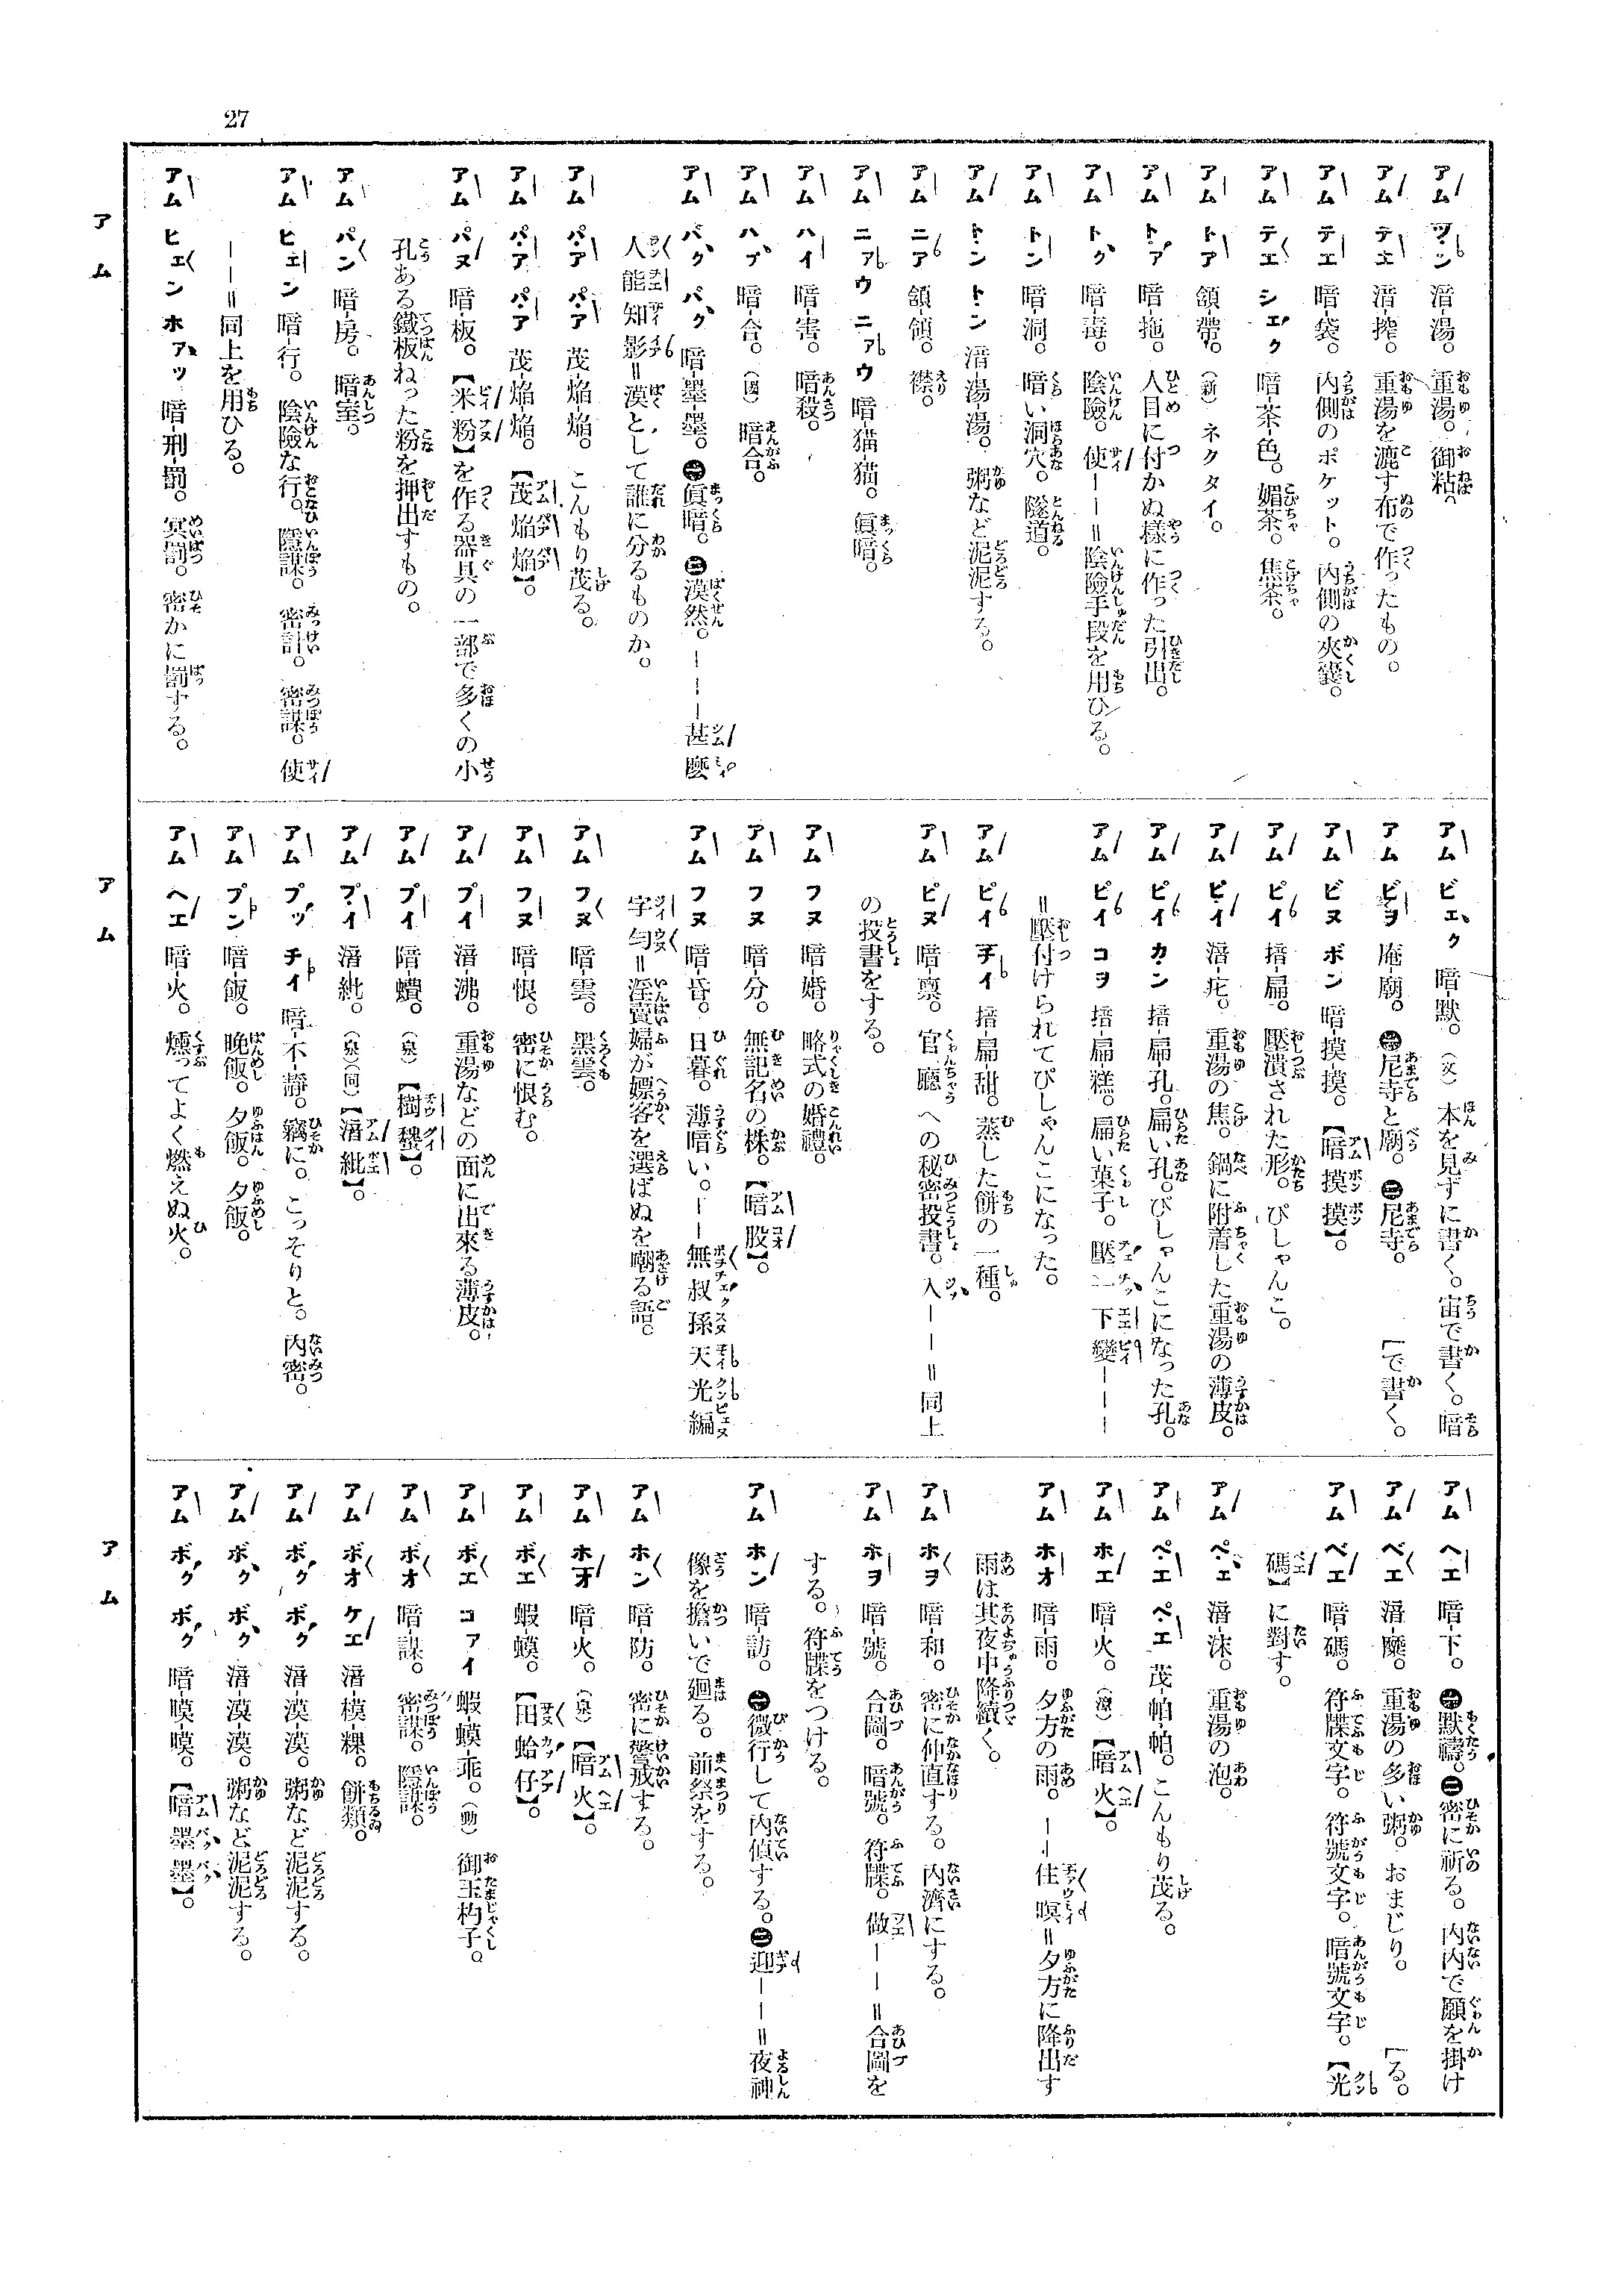 27
アム ヅン 湆-湯。重湯。御粘。
アム テエ 湆-搾。重湯を漉す布で作ったもの。
アム テエ 暗-袋。内側のポケット。内側の夾囊。
アム テエ シェク 暗-茶-色。媚茶。焦茶。
アム トア 領-帶。(新)ネクタイ。
アム トア 暗-拖。人目に付かぬ樣に作った引出。
アム トク 暗-毒。陰險。使——=陰險手段を用ひる。
アム トン 暗-洞。暗い洞穴。隧道。
アム トン トン 湆-湯-湯。粥など泥泥する。
アム ニア 頷-領。襟。
アム ニアウ ニアウ 暗-猫-猫。眞暗。
アム ハイ 暗-害。暗殺。
アム ハプ 暗-合。(國)暗合。
アム バク バク 暗-墨-墨。㊀眞暗。㊁漠然。———甚麼
人能知影=漠として誰に分るものか。
アム パア パア 茂-焰-焰。こんもり茂る。
アム パア パア 茂-焰-焰。【茂焰焰】。
アム パヌ 暗-板。【米粉】を作る器具の一部で多くの小
孔ある鐵板ねった粉を押出すもの。
アム パン 暗-房。暗室。
アム ヒェン 暗-行。陰險な行。隱謀。密計。密謀。使
——=同上を用ひる。
アム ヒェン ホアッ 暗-刑-罰。冥罰。密かに罰する。
アム ビェク 暗-默。(文)本を見ずに書く。宙で書く。暗
アム ビヲ 庵-廟。㊀尼寺と廟。㊁尼寺。 [で書く。
アム ビヌ ボン 暗-摸-摸。【暗摸摸】。
アム ピイ 揞-扁。壓潰された形。ぴしゃんこ。
アム ピイ 湆-疕。重湯の焦。鍋に附着した重湯の薄皮。
アム ピイ カン 揞-扁-孔。扁い孔。ぴしゃんこになった孔。
アム ピイ コヲ 揞-扁-糕。扁い菓子。壓一下變———
=壓付けられてぴしゃんこになった。
アム ピイ チイ 揞-扁-甜。蒸した餅の一種。
アム ピヌ 暗-稟。官廳への秘密投書。入——=同上
の投書をする。
アム フヌ 暗-婚。略式の婚禮。
アム フヌ 暗-分。無記名の株。【暗股】。
アム フヌ 暗-昏。日暮。薄暗い。——無叔孫天光編
字勻=淫賣婦が嫖客を選ばぬを嘲る語。
アム フヌ 暗-雲。黑雲。
アム フヌ 暗-恨。密に恨む。
アム プイ 湆-沸。重湯などの面に出來る薄皮。
アム プイ (泉)【樹】。
アム プイ 湆-紕。(泉)(同)【湆紕】。
アム プッ チイ 暗-不-靜。竊に。こっそりと。內密。
アム プン 暗-飯。晚飯。夕飯。夕飯。
アム ヘエ 暗-火。燻ってよく燃えぬ火。
アム ヘエ 暗-下。㊀默禱。㊁密に祈る。內內で願を掛け
アム ベエ 湆-糜。重湯の多い粥。おまじり。 [る。
アム ベエ 暗-碼。符牒文字。符號文字。暗號文字。【光
碼】に對す。
アム ペエ 湆-沫。重湯の泡。
アム ペエ ペエ 茂-帕-帕。こんもり茂る。
アム ホエ 暗-火。(漳)【暗火】。
アム ホオ 暗-雨。夕方の雨。——住暝=夕方に降出す
雨は其夜中降續く。
アム ホヲ 暗-和。密に仲直する。內濟にする。
アム ホヲ 暗-號。合圖。暗號。符牒。做——=合圖を
する。符牒をつける。
アム ホン 暗-訪。㊀微行して內偵する。㊁迎——=夜神
像を擔いで廻る。前祭をする。
アム ホン 暗-防。密に警戒する。
アム ホオ 暗-火。(泉)【暗火】。
アム ボエ 蝦-蟆。【田蛤仔】。
アム ボエ コアイ 蝦-蟆-乖。(動)御玉杓子。
アム ボオ 暗-謀。密謀。隱謀。
アム ボオ ケエ 湆-模-粿。餅類。
アム ボク ボク 湆-漠-漠。粥など泥泥する。
アム ボク ボク 湆-漠-漠。粥など泥泥する。
アム ボク ボク 暗-暯-暯。【暗墨墨】。
アム
アム
アム